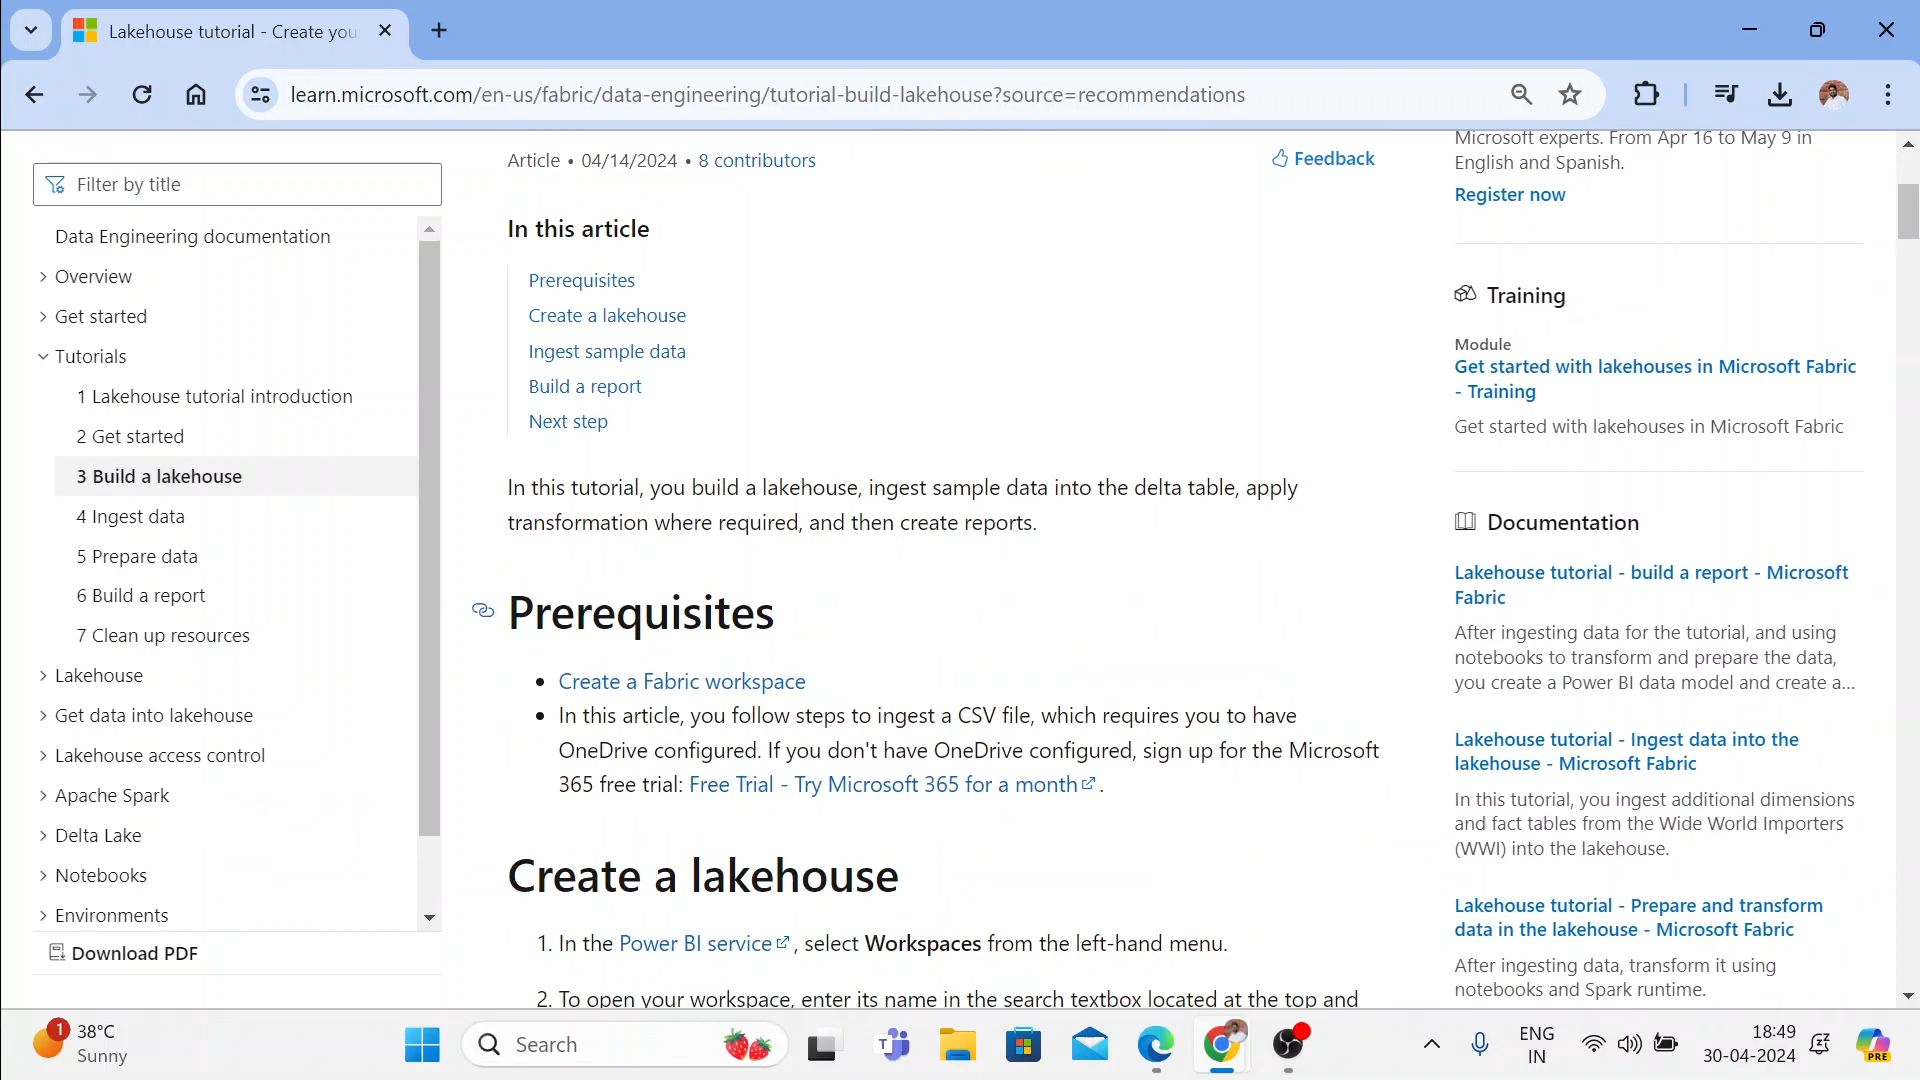 Lakehouse tutorial - Create you
learn.microsoft.com/en-us/fabric/data-engineering/tutorial-build-lakehouse?source=recommendations
Filter by title
Data Engineering documentation
Overview
Get started
Tutorials
1 Lakehouse tutorial introduction
2 Get started
3 Build a lakehouse
4 Ingest data
5 Prepare data
6 Build a report
7 Clean up resources
Lakehouse
Get data into lakehouse
Lakehouse access control
Apache Spark
Delta Lake
Notebooks
Environments
Download PDF
Article • 04/14/2024 • 8 contributors
Feedback
In this article
Prerequisites
Create a lakehouse
Ingest sample data
Build a report
Next step
In this tutorial, you build a lakehouse, ingest sample data into the delta table, apply
transformation where required, and then create reports.
Prerequisites
• Create a Fabric workspace
• In this article, you follow steps to ingest a CSV file, which requires you to have
OneDrive configured. If you don't have OneDrive configured, sign up for the Microsoft
365 free trial: Free Trial - Try Microsoft 365 for a month.
Create a lakehouse
1. In the Power BI service, select Workspaces from the left-hand menu.
2. To open your workspace, enter its name in the search textbox located at the top and
Microsoft experts. From Apr 16 to May 9 in
English and Spanish.
Register now
Training
Module
Get started with lakehouses in Microsoft Fabric
- Training
Get started with lakehouses in Microsoft Fabric
Documentation
Lakehouse tutorial - build a report - Microsoft
Fabric
After ingesting data for the tutorial, and using
notebooks to transform and prepare the data,
you create a Power BI data model and create a...
Lakehouse tutorial - Ingest data into the
lakehouse - Microsoft Fabric
In this tutorial, you ingest additional dimensions
and fact tables from the Wide World Importers
(WWI) into the lakehouse.
Lakehouse tutorial - Prepare and transform
data in the lakehouse - Microsoft Fabric
After ingesting data, transform it using
notebooks and Spark runtime.
1
38°C
Sunny
Search
T
ENG
IN
18:49
30-04-2024
PRE